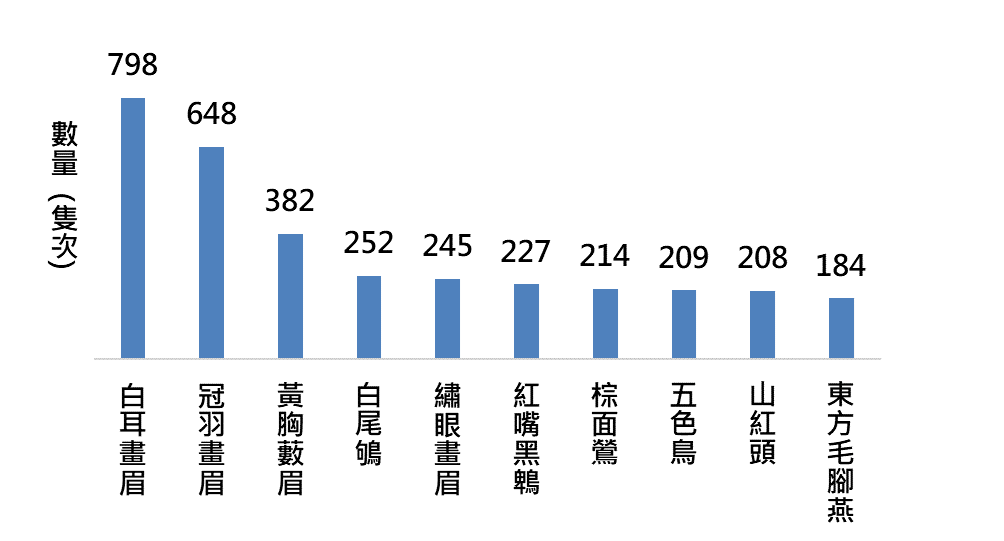 數量（隻次）
798
648
382
252
245
227
214
209
208
184
白耳畫眉
冠羽畫眉
黃胸藪眉
白尾鴝
繡眼畫眉
紅嘴黑鵯
棕面鶯
五色鳥
山紅頭
東方毛腳燕